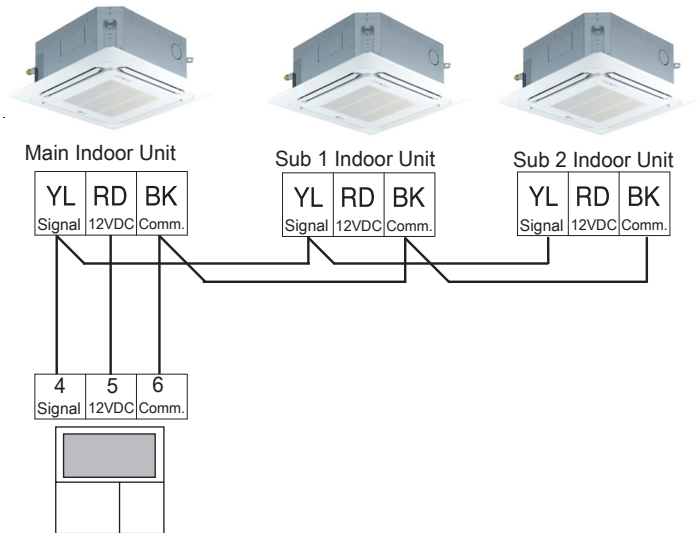 Main Indoor Unit
Sub 1 Indoor Unit
Sub 2 Indoor Unit
YL RD BK
Signal 12VDC Comm.
YL RD BK
Signal 12VDC Comm.
YL RD BK
Signal 12VDC Comm.
4 5 6
Signal 12VDC Comm.